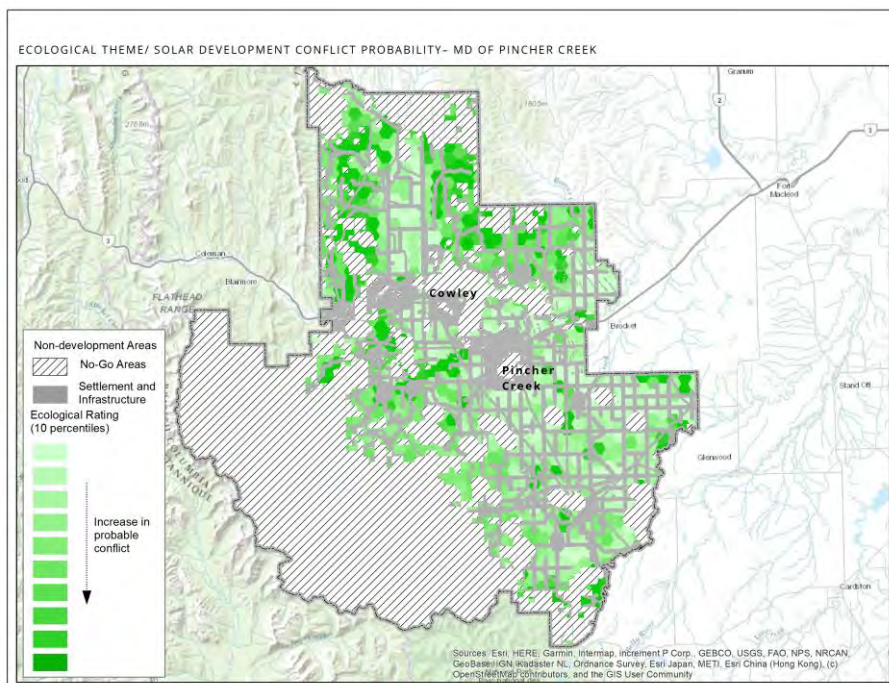 ECOLOGICAL THEME/ SOLAR DEVELOPMENT CONFLICT PROBABILITY– MD OF PINCHER CREEK
Granum
2
3
Fort
Macleod
3
Coleman
Blairmore
FLATHEAD
RANGE
Cowley
Brocket
Pincher
Creek
Stand Off
Glenwood
Cardston
Non-development Areas
No-Go Areas
Settlement and
Infrastructure
Ecological Rating
(10 percentiles)
Increase in
probable
conflict
Sources: Esri, HERE, Garmin, Intermap, increment P Corp., GEBCO, USGS, FAO, NPS, NRCAN,
GeoBase, IGN, Kadaster NL, Ordnance Survey, Esri Japan, METI, Esri China (Hong Kong), (c)
OpenStreetMap contributors, and the GIS User Community